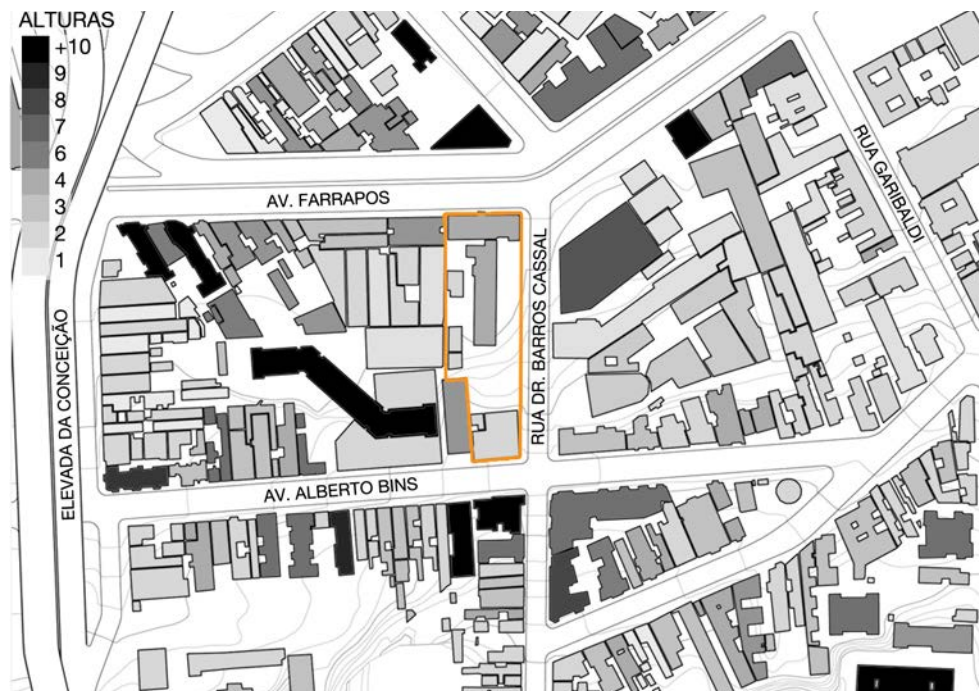 ALTURAS
+10
9
8
7
6
4
3
2
1
AV. FARRAPOS
RUA GARIBALDI
RUA DR. BARROS CASSAL
ELEVADA DA CONCEIÇÃO
AV. ALBERTO BINS